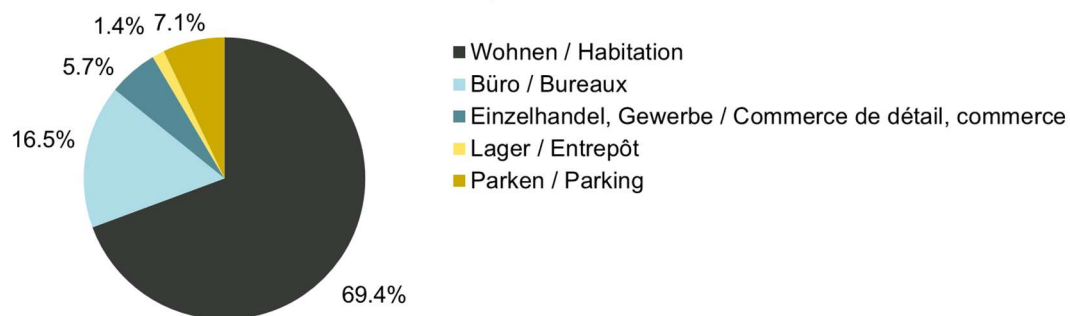 1.4% 7.1%
5.7%
16.5%
69.4%
Wohnen / Habitation
Büro / Bureaux
Einzelhandel, Gewerbe / Commerce de détail, commerce
Lager / Entrepôt
Parken / Parking